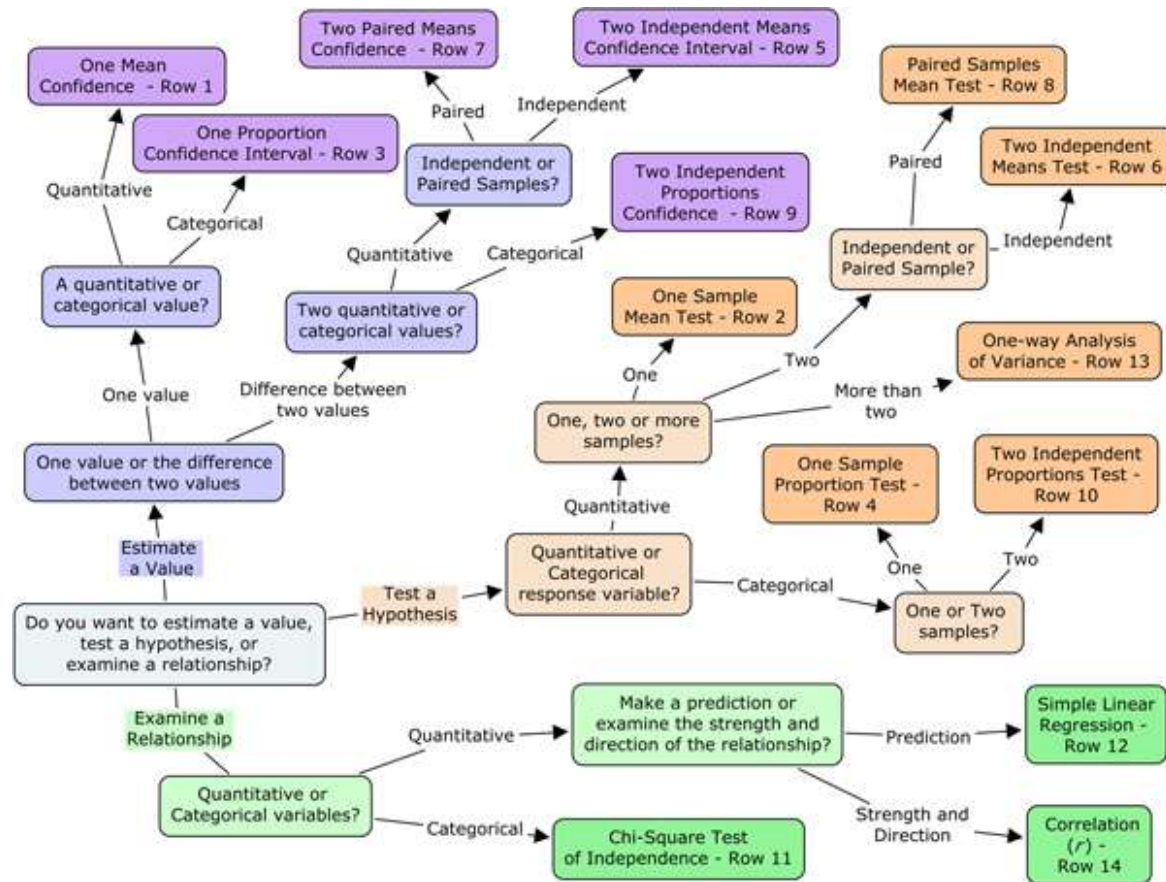 Two Paired Means
Confidence - Row 7
Two Independent Means
Confidence Interval - Row 5
One Mean
Confidence - Row 1
Paired Samples
Mean Test - Row 8
Paired
Independent
One Proportion
Confidence Interval - Row 3
Independent or
Paired Samples?
Two Independent
Proportions
Confidence - Row 9
Paired
Two Independent
Means Test - Row 6
Quantitative
Categorical
Quantitative
Categorical
Independent or
Paired Sample?
Independent
A quantitative or
categorical value?
Two quantitative or
categorical values?
One Sample
Mean Test - Row 2
Two
One-way Analysis
of Variance - Row 13
One
More than
two
One value
Difference between
two values
One, two or more
samples?
One value or the difference
between two values
One Sample
Proportion Test -
Row 4
Two Independent
Proportions Test -
Row 10
Quantitative
Estimate
a Value
Quantitative or
Categorical
response variable?
One
Two
Test a
Hypothesis
Categorical
One or Two
samples?
Do you want to estimate a value,
test a hypothesis, or
examine a relationship?
Examine a
Relationship
Quantitative
Make a prediction or
examine the strength and
direction of the relationship?
Prediction
Simple Linear
Regression -
Row 12
Quantitative or
Categorical variables?
Categorical
Chi-Square Test
of Independence - Row 11
Strength and
Direction
Correlation
(r) -
Row 14